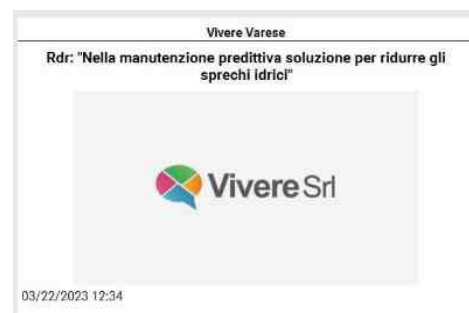 Vivere Varese
Rdr: "Nella manutenzione predittiva soluzione per ridurre gli
sprechi idrici"
Vivere Srl
03/22/2023 12:34